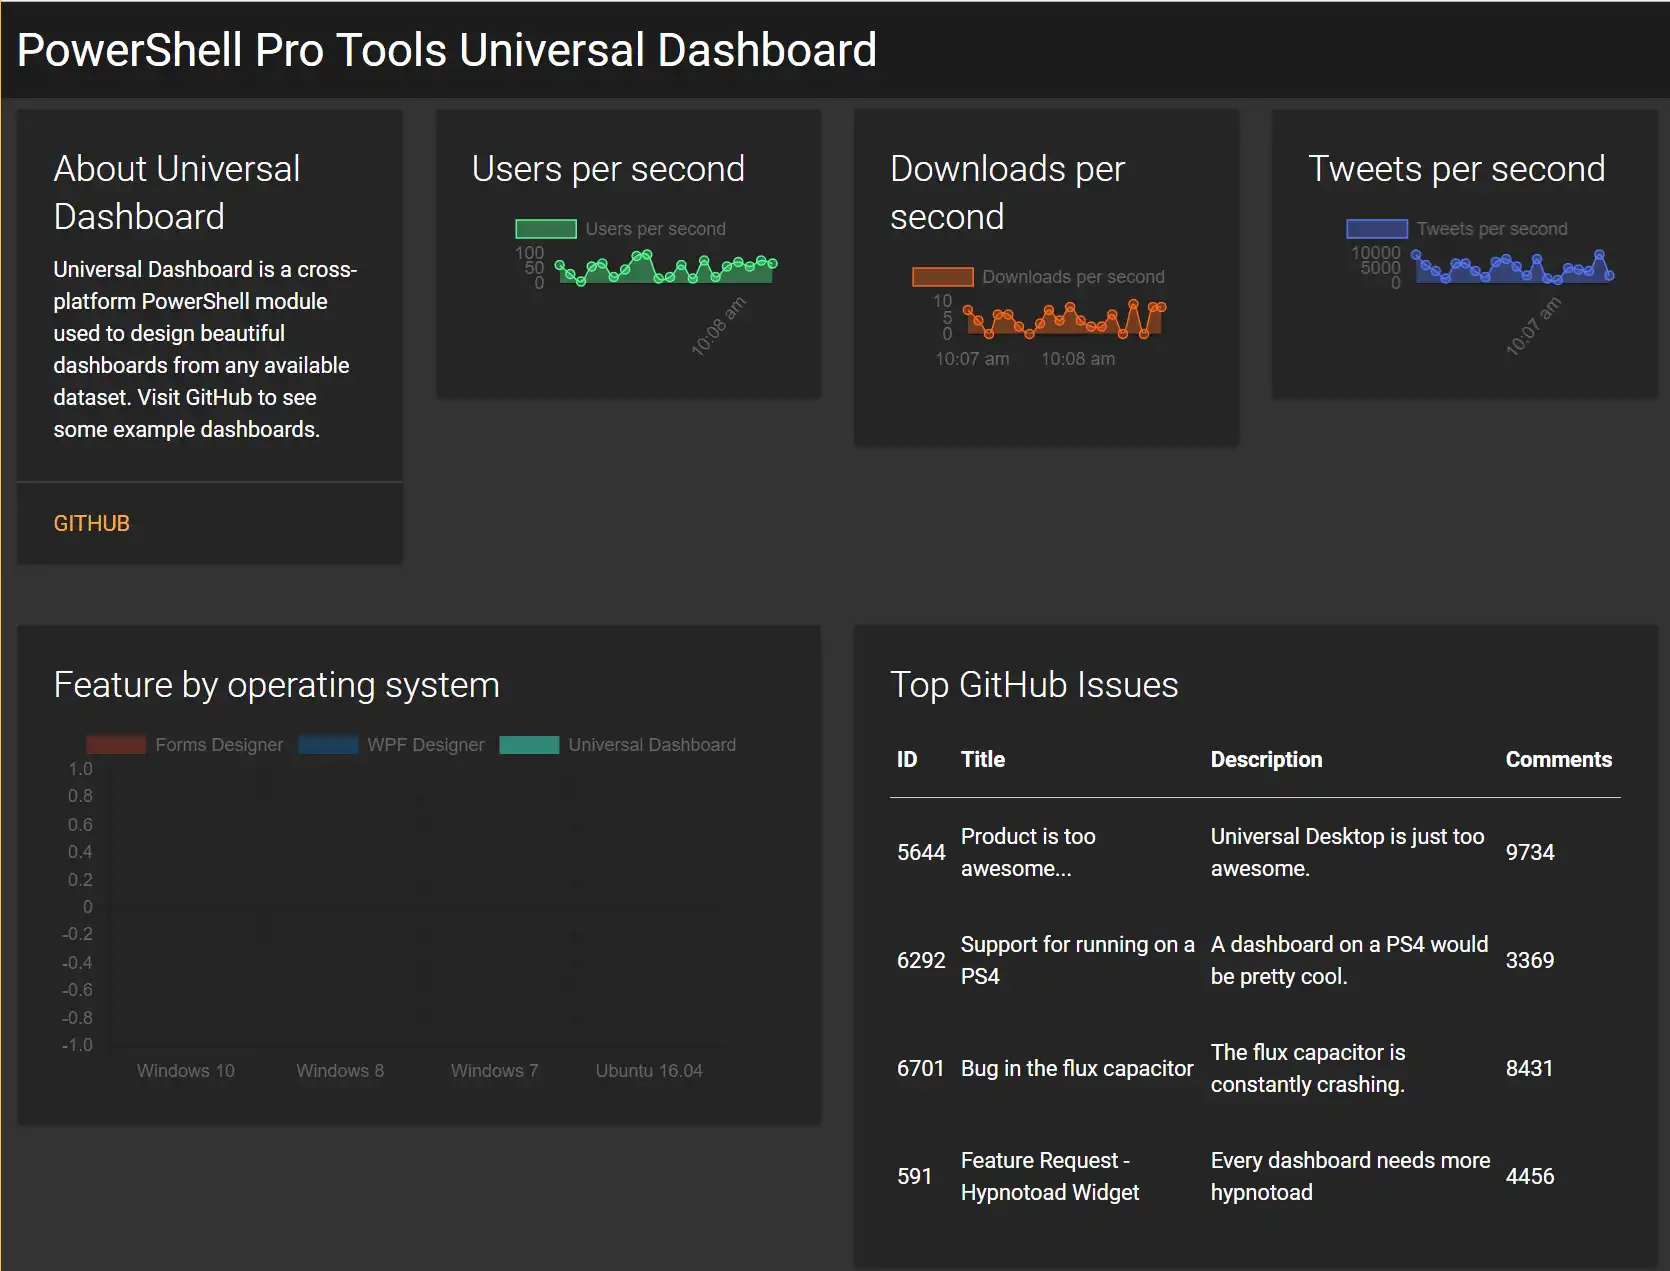 PowerShell Pro Tools Universal Dashboard
About Universal
Dashboard
Universal Dashboard is a cross-
platform PowerShell module
used to design beautiful
dashboards from any available
dataset. Visit GitHub to see
some example dashboards.
GITHUB
Users per second
Users per second
100
50
0
10:08 am
Downloads per
second
Downloads per second
10
5
0
10:07 am 10:08 am
Tweets per second
Tweets per second
10000
5000
0
10:07 am
Feature by operating system
Forms Designer WPF Designer Universal Dashboard
1.0
0.8
0.6
0.4
0.2
0
-0.2
-0.4
-0.6
-0.8
-1.0
Windows 10 Windows 8 Windows 7 Ubuntu 16.04
Top GitHub Issues
ID Title Description Comments
5644
Product is too
awesome...
Universal Desktop is just too
awesome.
9734
6292
Support for running on a
PS4
A dashboard on a PS4 would
be pretty cool.
3369
6701
Bug in the flux capacitor
The flux capacitor is
constantly crashing.
8431
591
Feature Request -
Hypnotoad Widget
Every dashboard needs more
hypnotoad
4456